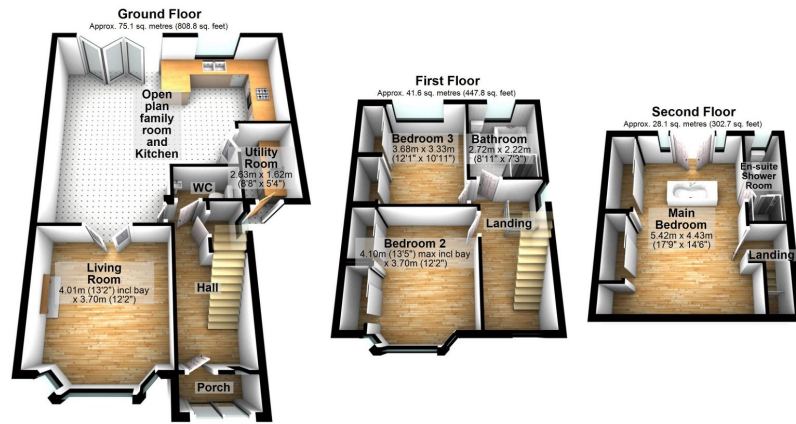 Ground Floor
Approx. 75.1 sq. metres (808.8 sq. feet)
Open
plan
family
room
and
Kitchen
Utility
Room
2.63m x 1.62m
(8'8" x 5'4")
WC
Living
Room
4.01m (13'2") incl bay
x 3.70m (12'2")
Hall
Porch
First Floor
Approx. 41.6 sq. metres (447.8 sq. feet)
Bedroom 3
3.68m x 3.33m
(12'1" x 10'11")
Bathroom
2.72m x 2.22m
(8'11" x 7'3")
Landing
Bedroom 2
4.10m (13'5") max incl bay
x 3.70m (12'2")
Second Floor
Approx. 28.1 sq. metres (302.7 sq. feet)
En-suite
Shower
Room
Main
Bedroom
5.42m x 4.43m
(17'9" x 14'6")
Landing